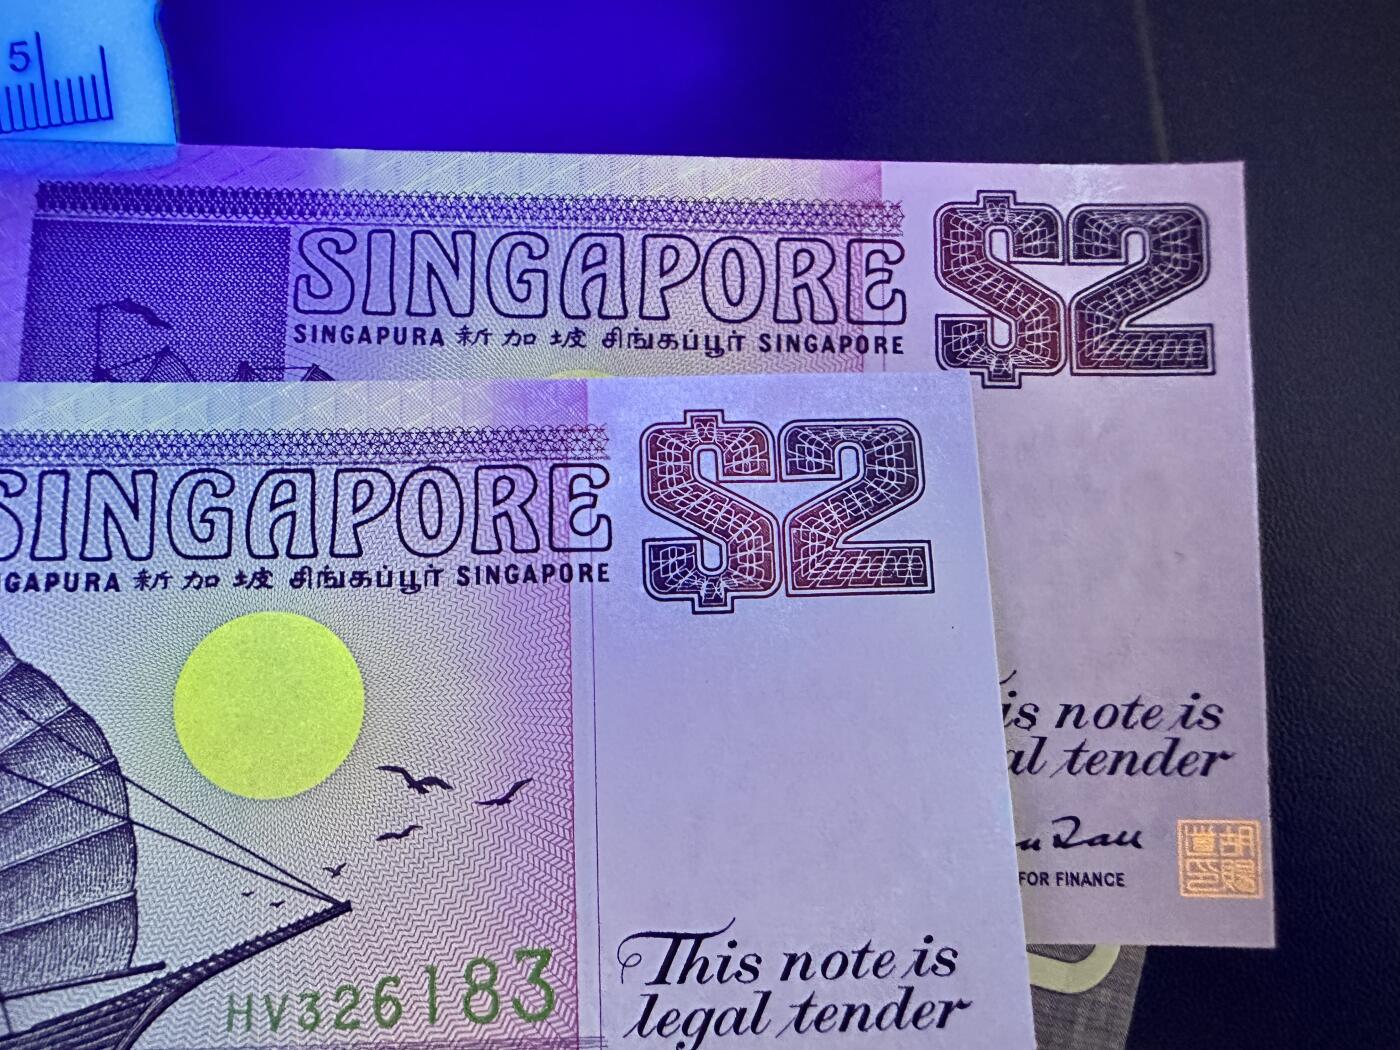 5
SINGAPORE
SINGAPURA 新加坡 சிங்கப்பூர் SINGAPORE
$2
is note is
al tender
FOR FINANCE
SINGAPORE
GAPURA 新加坡 சிங்கப்பூர் SINGAPORE
$2
HV326183
This note is
legal tender